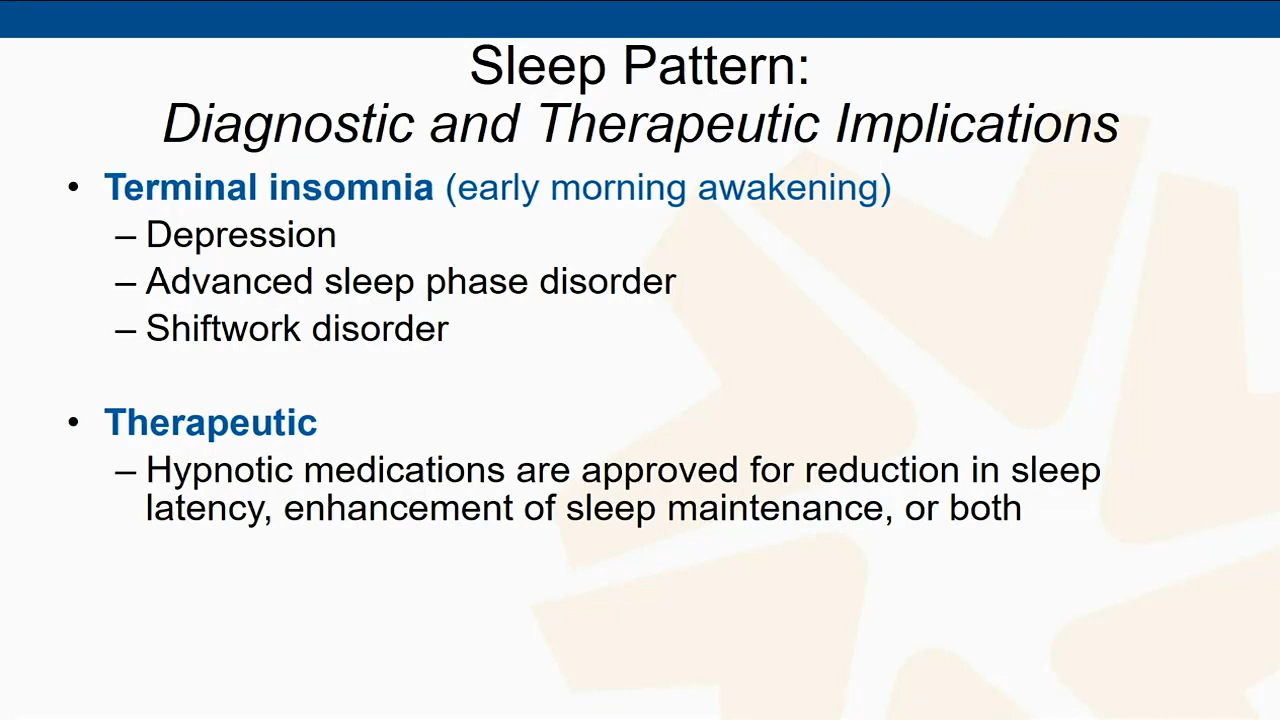 Sleep Pattern:
Diagnostic and Therapeutic Implications
• Terminal insomnia (early morning awakening)
– Depression
– Advanced sleep phase disorder
– Shiftwork disorder
• Therapeutic
– Hypnotic medications are approved for reduction in sleep
latency, enhancement of sleep maintenance, or both